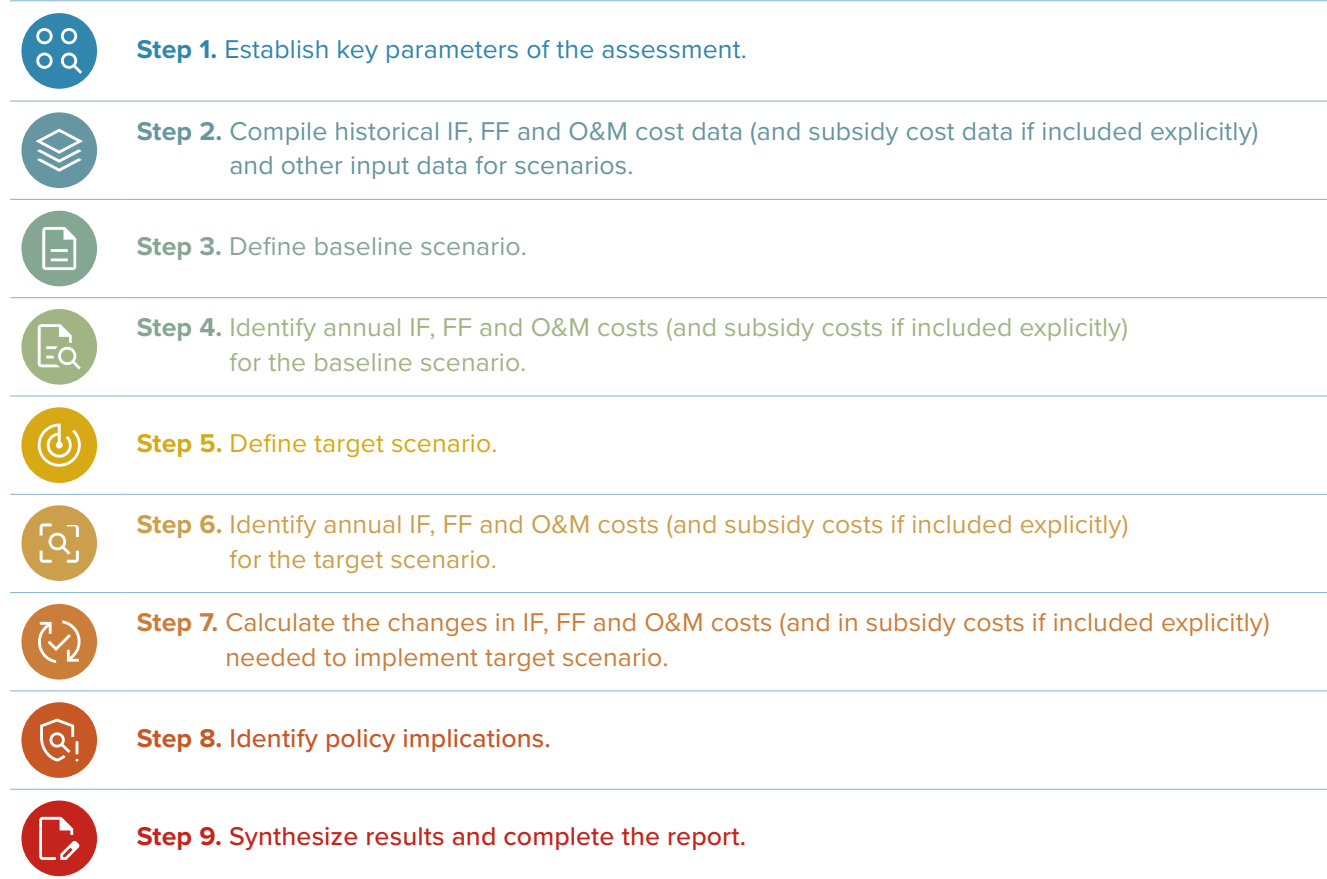 Step 1. Establish key parameters of the assessment.
Step 2. Compile historical IF, FF and O&M cost data (and subsidy cost data if included explicitly)
and other input data for scenarios.
Step 3. Define baseline scenario.
Step 4. Identify annual IF, FF and O&M costs (and subsidy costs if included explicitly)
for the baseline scenario.
Step 5. Define target scenario.
Step 6. Identify annual IF, FF and O&M costs (and subsidy costs if included explicitly)
for the target scenario.
Step 7. Calculate the changes in IF, FF and O&M costs (and in subsidy costs if included explicitly)
needed to implement target scenario.
Step 8. Identify policy implications.
Step 9. Synthesize results and complete the report.